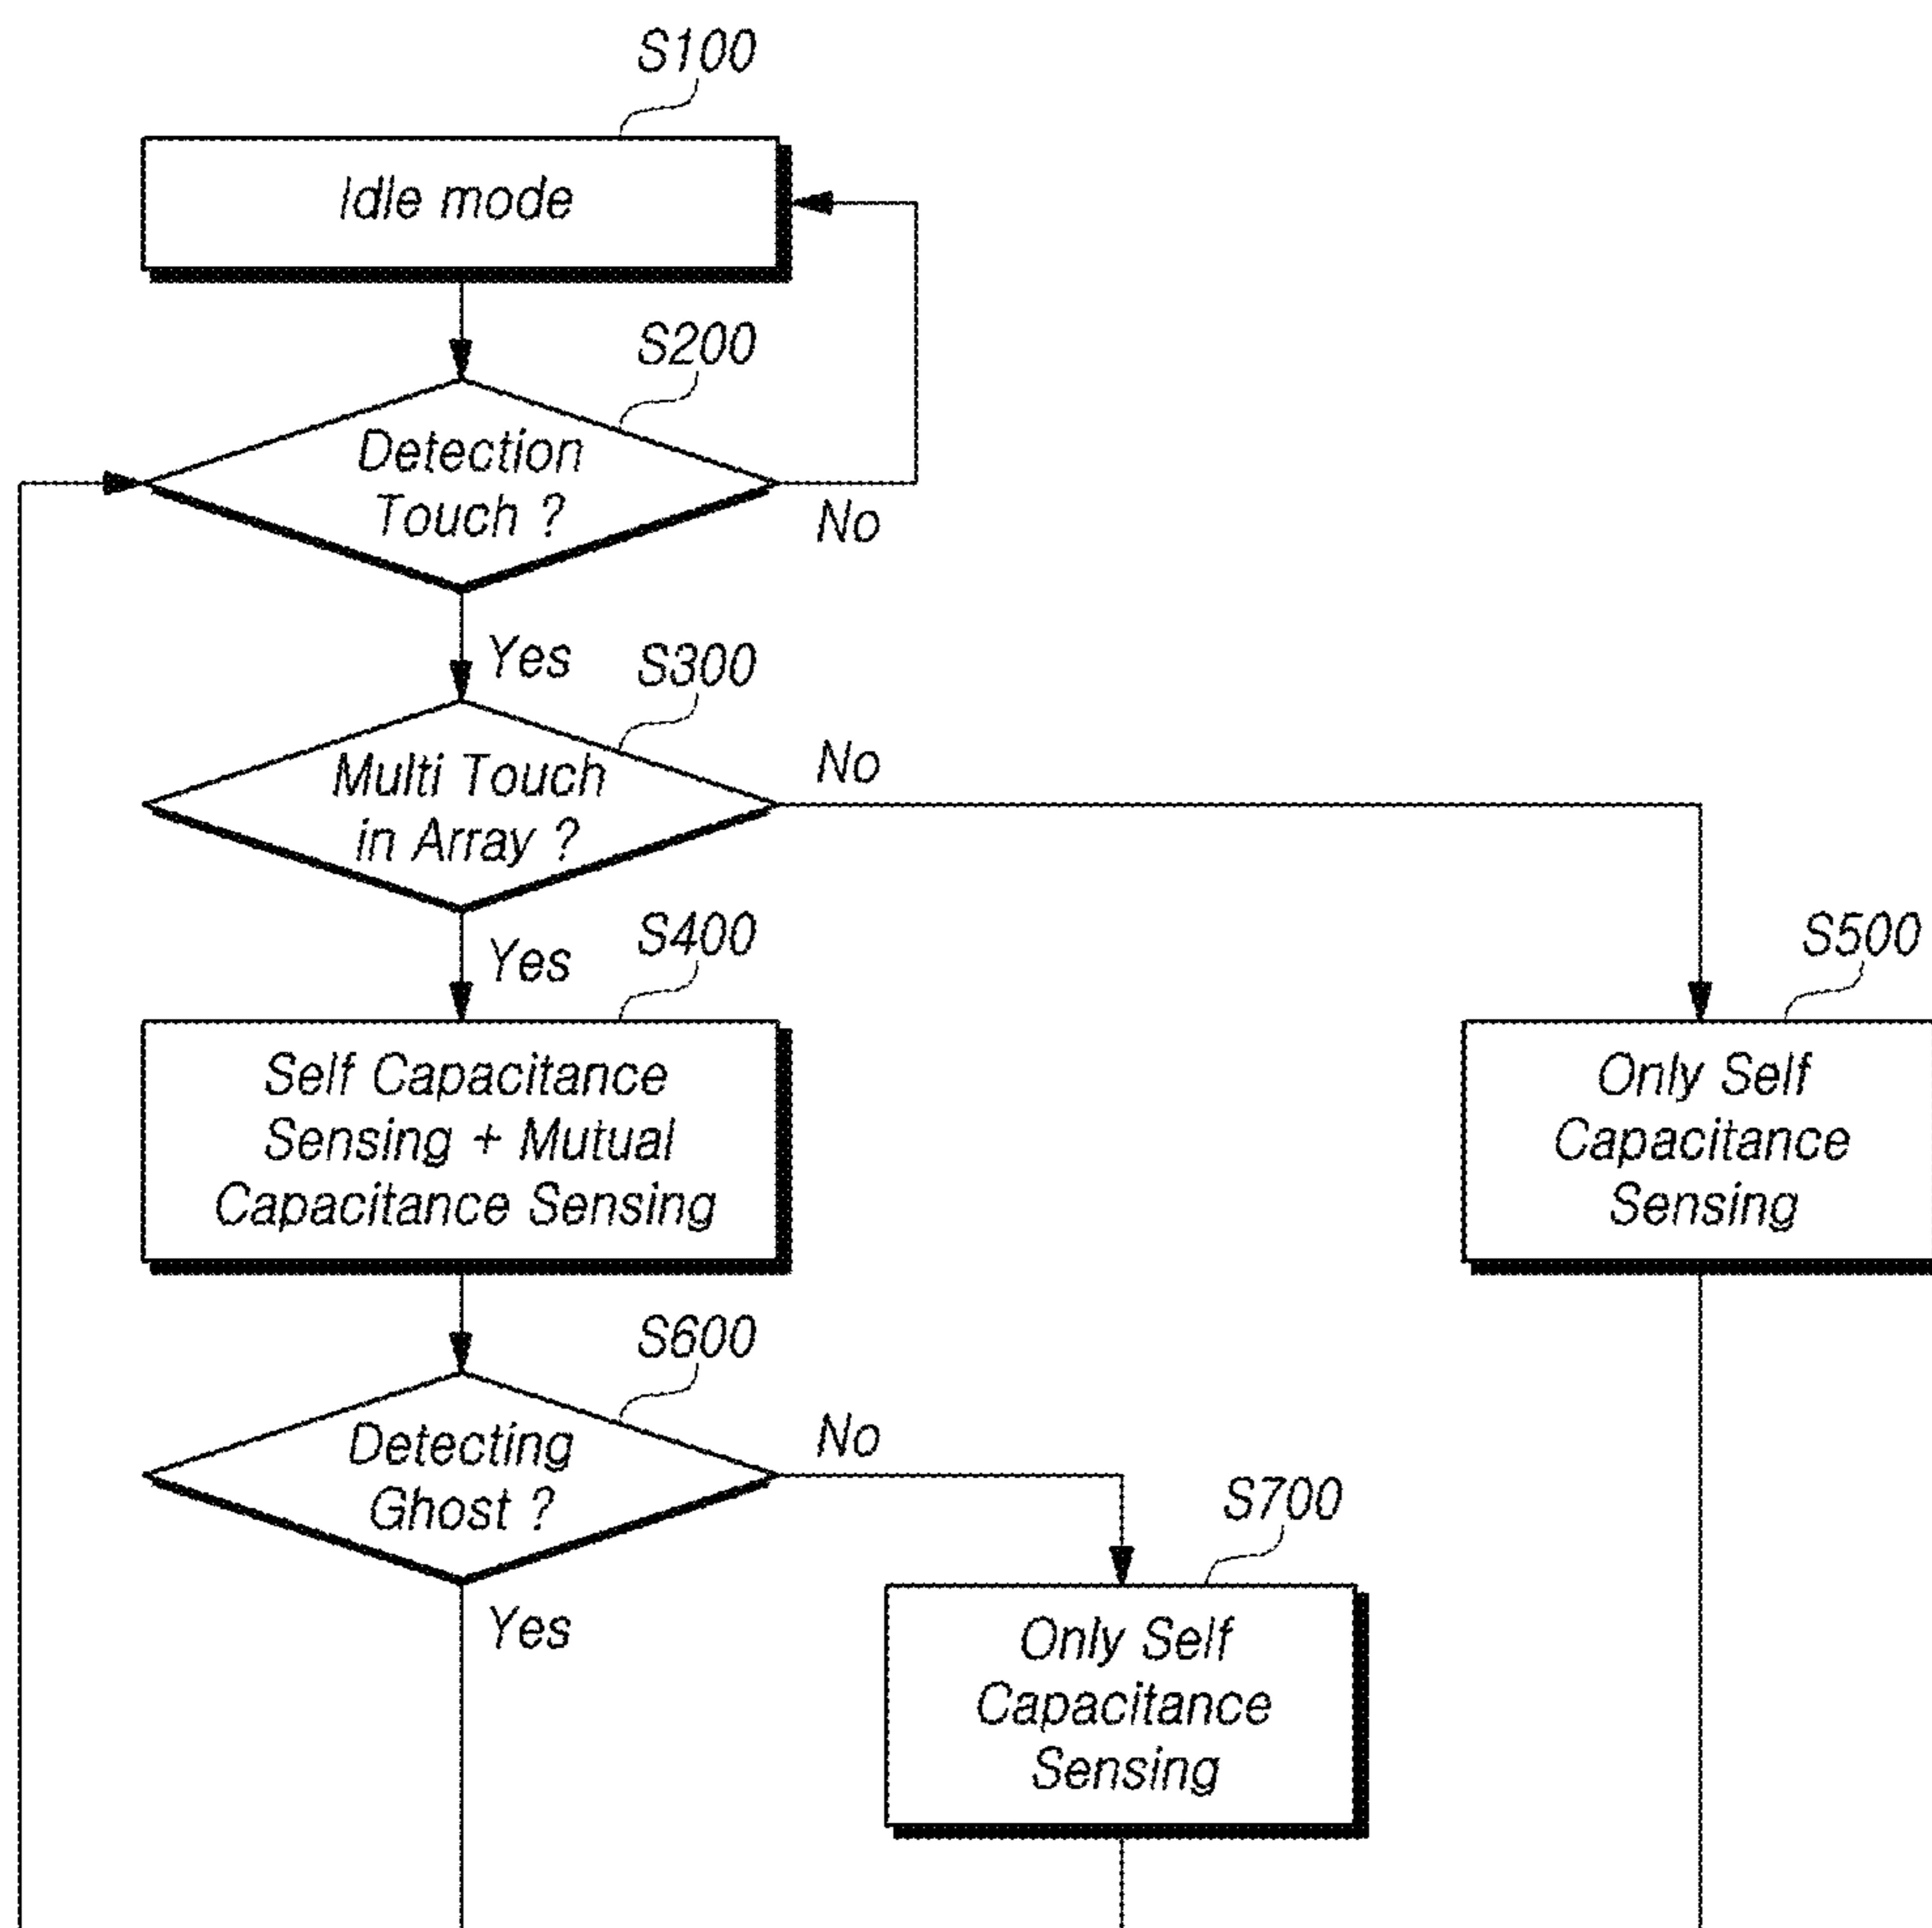 S100
Idle mode
S200
Detection
Touch ?
No
Yes
S300
Multi Touch
in Array ?
No
Yes
S400
Self Capacitance
Sensing + Mutual
Capacitance Sensing
S500
Only Self
Capacitance
Sensing
S600
Detecting
Ghost ?
No
Yes
S700
Only Self
Capacitance
Sensing